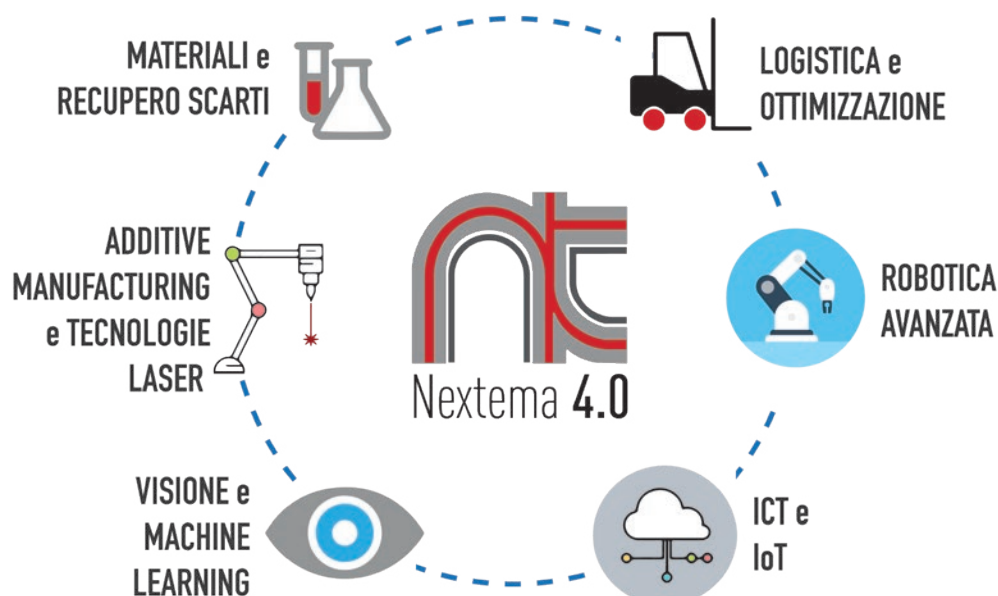 MATERIALI e
RECUPERO SCARTI
LOGISTICA e
OTTIMIZZAZIONE
ADDITIVE
MANUFACTURING
e TECNOLOGIE
LASER
nt
Nextema 4.0
ROBOTICA
AVANZATA
VISIONE e
MACHINE
LEARNING
ICT e
IoT